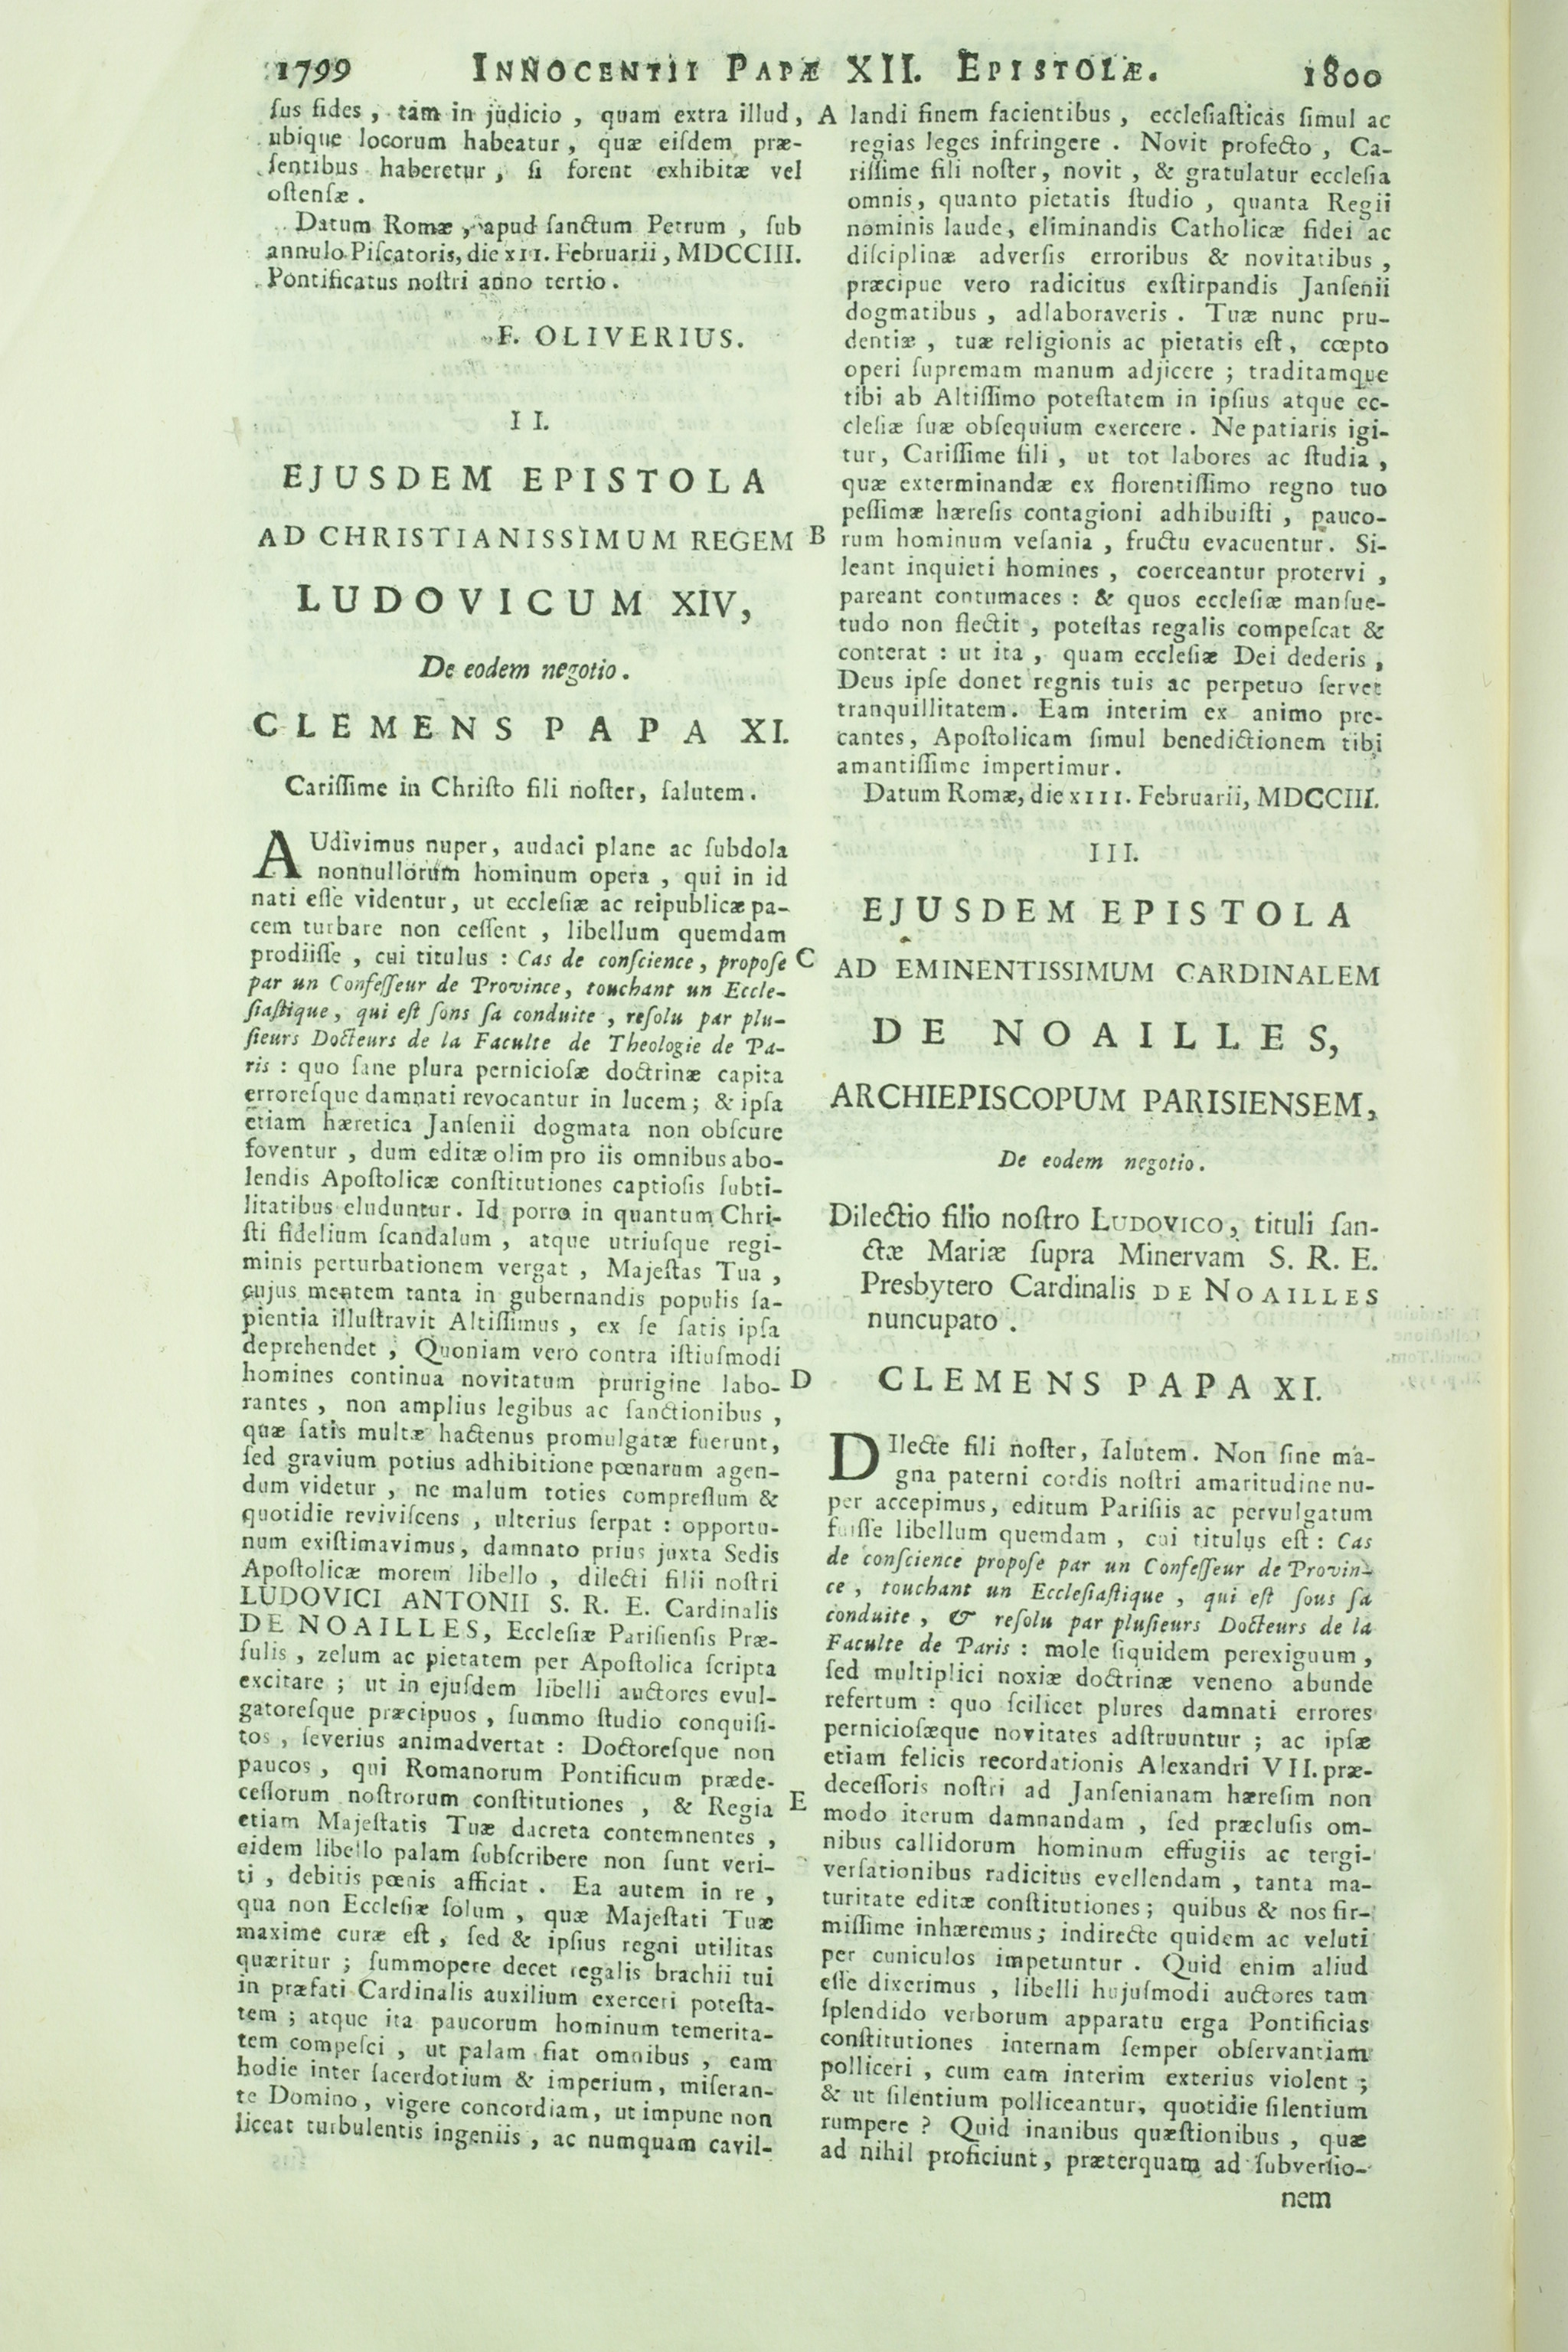 1799 INNOCENTII PAPÆ XII. EPISTOLÆ. 1800
ſus fides , tam in judicio , quam extra illud ,
ubique locorum habeatur , quæ eiſdem præ-
ſentibus haberetur , ſi forent exhibitæ vel
oſtenſæ .
Datum Romæ , apud ſanctum Petrum , ſub
annulo Piſcatoris, die XII. Februarii , MDCCIII.
Pontificatus noſtri anno tertio .
F. OLIVERIUS.
II.
EJUSDEM EPISTOLA
AD CHRISTIANISSIMUM REGEM
LUDOVICUM XIV,
De eodem negotio .
CLEMENS PAPA XI.
Cariſſime in Chriſto fili noſter, ſalutem .
AUdivimus nuper, audaci plane ac ſubdola
nonnullorum hominum opera , qui in id
nati eſſe videntur, ut eccleſiæ ac reipublicæ pa-
cem turbare non ceſſent , libellum quemdam
prodiiſſe , cui titulus : Cas de conſcience, propoſe
par un Confeſſeur de Province, touchant un Eccle-
ſiaſtique, qui eſt ſons ſa conduite , reſolu par plu-
ſieurs Docteurs de la Faculte de Theologie de Pa-
ris : quo ſane plura pernicioſæ doctrinæ capita
erroreſque damnati revocantur in lucem ; & ipſa
etiam hæretica Janſenii dogmata non obſcure
foventur , dum editæ olim pro iis omnibus abo-
lendis Apoſtolicæ conſtitutiones captioſis ſubti-
litatibus eluduntur. Id porro in quantum Chri-
ſti fidelium ſcandalum , atque utriuſque regi-
minis perturbationem vergat , Majeſtas Tua ,
cujus mentem tanta in gubernandis populis ſa-
pientia illuſtravit Altiſſimus , ex ſe ſatis ipſa
deprehendet , Quoniam vero contra iſtiuſmodi
homines continua novitatum prurigine labo-
rantes , non amplius legibus ac ſanctionibus ,
quæ ſatis multæ hactenus promulgatæ fuerunt,
ſed gravium potius adhibitione pœnarum agen-
dum videtur , ne malum toties compreſſum &
quotidie reviviſcens , ulterius ſerpat : opportu-
num exiſtimavimus, damnato prius juxta Sedis
Apoſtolicæ morem libello , dilecti filii noſtri
LUDOVICI ANTONII S. R. E. Cardinalis
DE NOAILLES, Eccleſiæ Pariſienſis Præ-
ſulis , zelum ac pietatem per Apoſtolica ſcripta
excitare ; ut in ejuſdem libelli auctores evul-
gatoreſque præcipuos , ſummo ſtudio conquiſi-
tos , ſeverius animadvertat : Doctoreſque non
paucos , qui Romanorum Pontificum præde-
ceſſorum noſtrorum conſtitutiones , & Regia
etiam Majeſtatis Tuæ dacreta contemnentes ,
eidem libello palam ſubſcribere non ſunt veri-
ti , debitis pœnis afficiat . Ea autem in re ,
qua non Eccleſiæ ſolum , quæ Majeſtati Tuæ
maxime curæ eſt , ſed & ipſius regni utilitas
quæritur ; ſummopere decet regalis brachii tui
in præfati Cardinalis auxilium exerceri poteſta-
tem ; atque ita paucorum hominum temerita-
tem compeſci , ut palam fiat omnibus , eam
hodie inter ſacerdotium & imperium, miſeran-
te Domino, vigere concordiam, ut impune non
liceat turbulentis ingeniis , ac numquam cavil-
A
B
C
D
E
landi finem facientibus , eccleſiaſticas ſimul ac
regias leges infringere . Novit profecto , Ca-
riſſime fili noſter, novit , & gratulatur eccleſia
omnis, quanto pietatis ſtudio , quanta Regii
nominis laude, eliminandis Catholicæ fidei ac
diſciplinæ adverſis erroribus & novitatibus ,
præcipue vero radicitus exſtirpandis Janſenii
dogmatibus , adlaboraveris . Tuæ nunc pru-
dentiæ , tuæ religionis ac pietatis eſt , cœpto
operi ſupremam manum adjicere ; traditamque
tibi ab Altiſſimo poteſtatem in ipſius atque ec-
cleſiæ ſuæ obſequium exercere . Ne patiaris igi-
tur, Cariſſime fili , ut tot labores ac ſtudia ,
quæ exterminandæ ex florentiſſimo regno tuo
peſſimæ hæreſis contagioni adhibuiſti , pauco-
rum hominum veſania , fructu evacuentur. Si-
leant inquieti homines , coerceantur protervi ,
pareant contumaces : & quos eccleſiæ manſue-
tudo non flectit , poteſtas regalis compeſcat &
conterat : ut ita , quam eccleſiæ Dei dederis ,
Deus ipſe donet regnis tuis ac perpetuo ſervet
tranquillitatem. Eam interim ex animo pre-
cantes, Apoſtolicam ſimul benedictionem tibi
amantiſſime impertimur.
Datum Romæ, die XIII. Februarii, MDCCIII.
III.
EJUSDEM EPISTOLA
AD EMINENTISSIMUM CARDINALEM
DE NOAILLES,
ARCHIEPISCOPUM PARISIENSEM,
De eodem negotio .
Dilectio filio noſtro LUDOVICO, tituli ſan-
ctæ Mariæ ſupra Minervam S. R. E.
Presbytero Cardinalis DE NOAILLES
nuncupato .
CLEMENS PAPA XI.
DIlecte fili noſter, ſalutem. Non ſine ma-
gna paterni cordis noſtri amaritudine nu-
per accepimus, editum Pariſiis ac pervulgatum
fuiſſe libellum quemdam , cui titulus eſt : Cas
de conſcience propoſe par un Confeſſeur de Provin-
ce , touchant un Eccleſiaſtique , qui eſt ſous ſa
conduite , & reſolu par pluſieurs Docteurs de la
Faculte de Paris : mole ſiquidem perexiguum ,
ſed multiplici noxiæ doctrinæ veneno abunde
refertum : quo ſcilicet plures damnati errores
pernicioſæque novitates adſtruuntur ; ac ipſæ
etiam felicis recordationis Alexandri VII. præ-
deceſſoris noſtri ad Janſenianam hæreſim non
modo iterum damnandam , ſed præcluſis om-
nibus callidorum hominum effugiis ac tergi-
verſationibus radicitus evellendam , tanta ma-
turitate editæ conſtitutiones ; quibus & nos fir-
miſſime inhæremus ; indirecte quidem ac veluti
per cuniculos impetuntur . Quid enim aliud
eſſe dixerimus , libelli hujuſmodi auctores tam
ſplendido verborum apparatu erga Pontificias
conſtitutiones internam ſemper obſervantiam
polliceri , cum eam interim exterius violent ;
& ut ſilentium polliceantur, quotidie ſilentium
rumpere ? Quid inanibus quæſtionibus , quæ
ad nihil proficiunt, præterquam ad ſubverſio-
nem